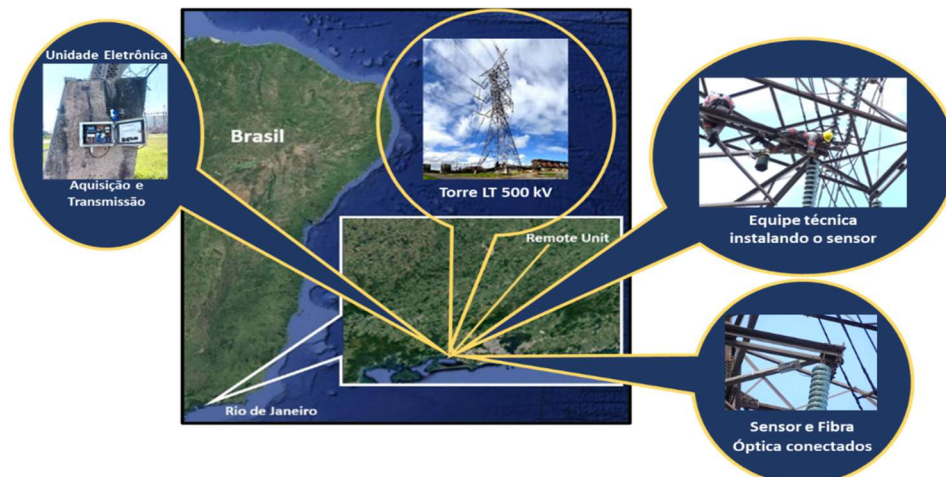 Unidade Eletrônica
Aquisição e
Transmissão
Brasil
Torre LT 500 kV
Remote Unit
Rio de Janeiro
Equipe técnica
instalando o sensor
Sensor e Fibra
Óptica conectados